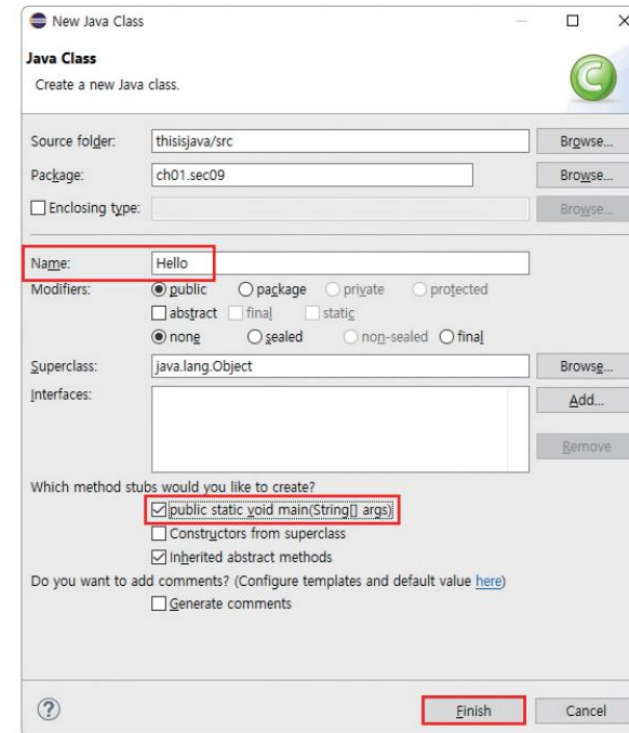 New Java Class
Java Class
Create a new Java class.
Source folder: thisisjava/src Browse...
Package: ch01.sec09 Browse...
Enclosing type: Browse...
Name: Hello
Modifiers: public package private protected
abstract final static
none sealed non-sealed final
Superclass: java.lang.Object Browse...
Interfaces: Add...
Remove
Which method stubs would you like to create?
public static void main(String[] args)
Constructors from superclass
Inherited abstract methods
Do you want to add comments? (Configure templates and default value here)
Generate comments
? Finish Cancel